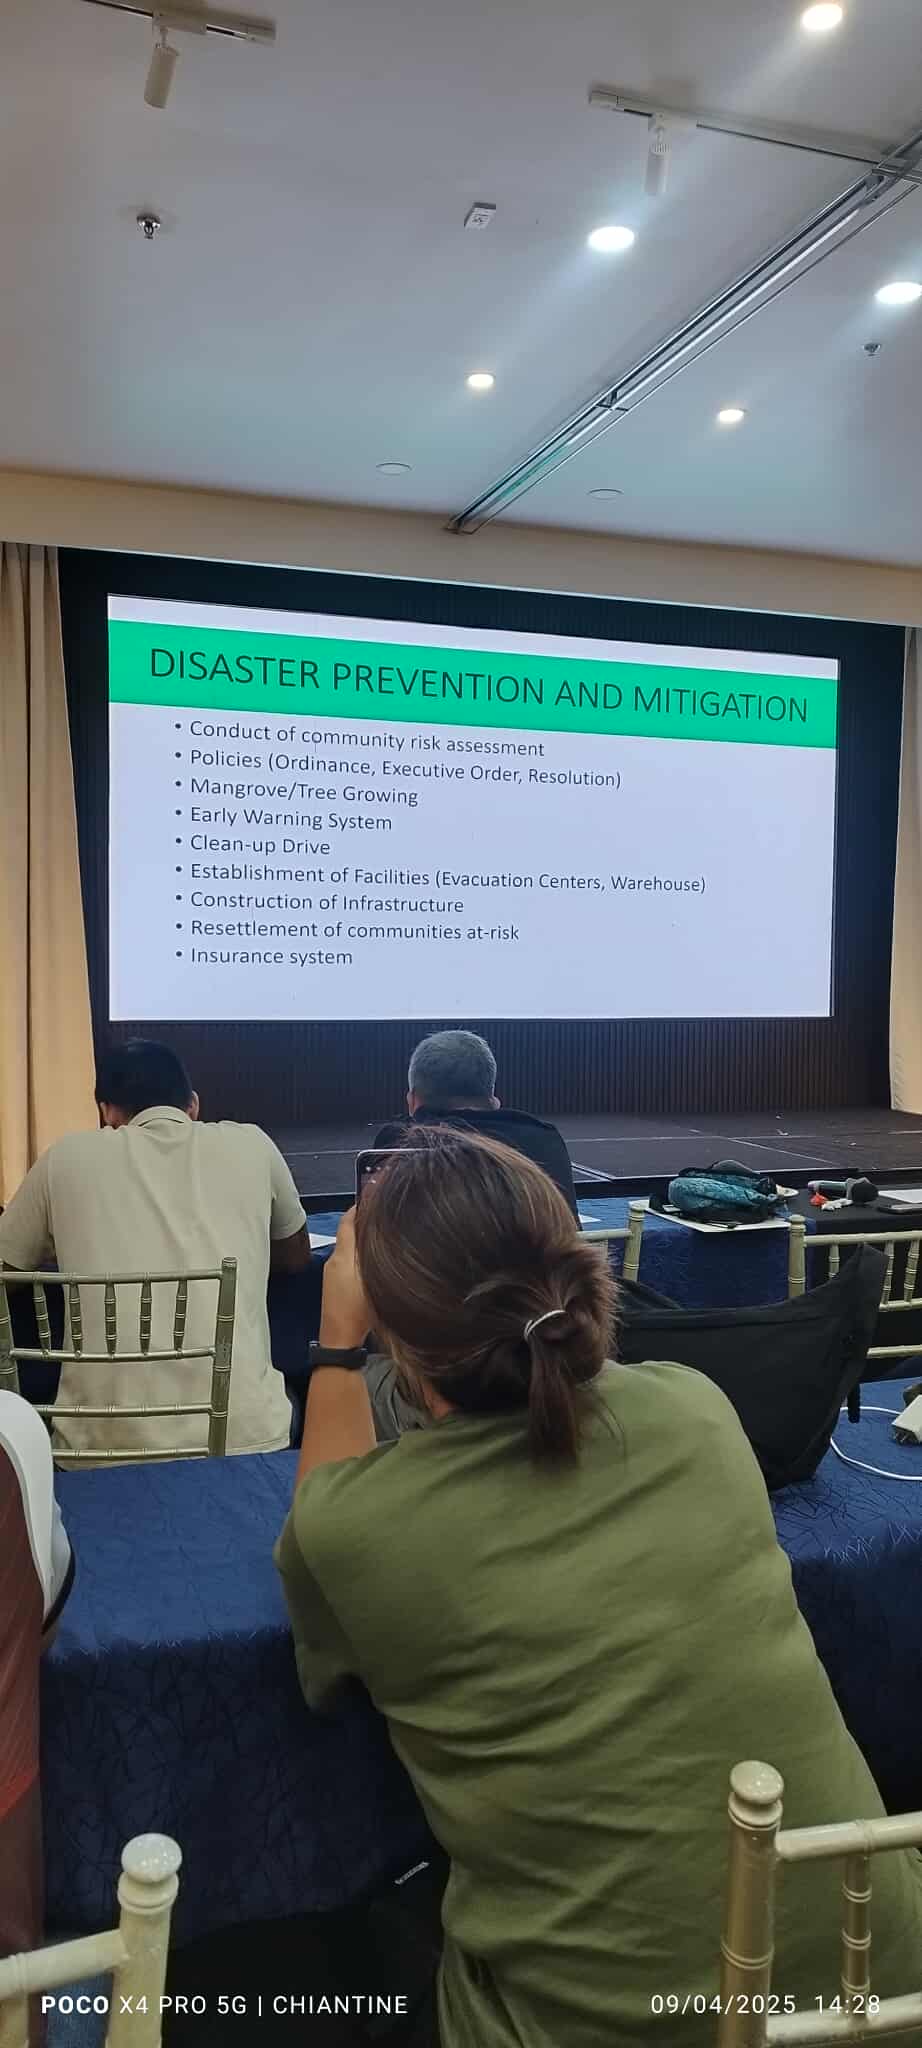 DISASTER PREVENTION AND MITIGATION
• Conduct of community risk assessment
• Policies (Ordinance, Executive Order, Resolution)
• Mangrove/Tree Growing
• Early Warning System
• Clean-up Drive
• Establishment of Facilities (Evacuation Centers, Warehouse)
• Construction of Infrastructure
• Resettlement of communities at-risk
• Insurance system
POCO X4 PRO 5G | CHIANTINE
09/04/2025 14:28